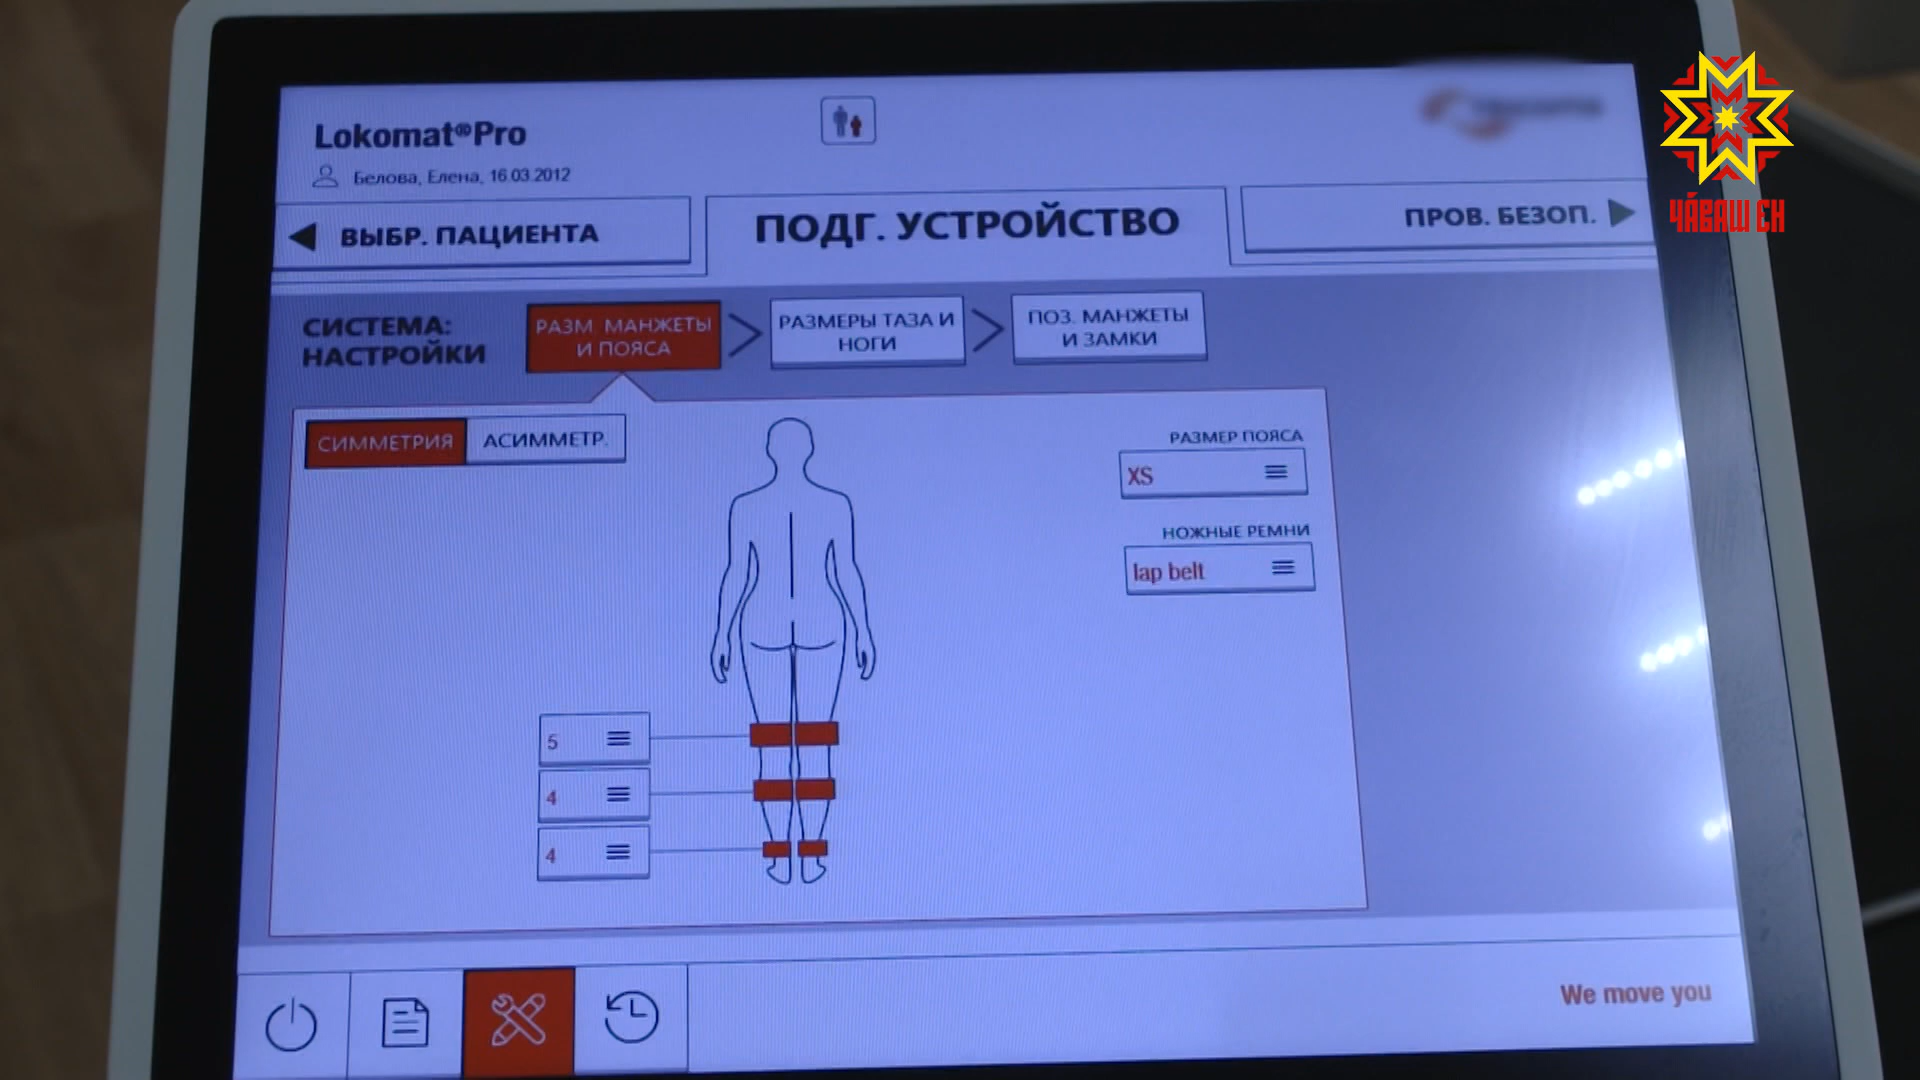 Lokomat®Pro
Белова, Елена, 16.03.2012
ВЫБР. ПАЦИЕНТА
ПОДГ. УСТРОЙСТВО
ПРОВ. БЕЗОП.
ЧӐВАШ ЕН
СИСТЕМА:
НАСТРОЙКИ
РАЗМ. МАНЖЕТЫ
И ПОЯСА
РАЗМЕРЫ ТАЗА И
НОГИ
ПОЗ. МАНЖЕТЫ
И ЗАМКИ
СИММЕТРИЯ
АСИММЕТР.
РАЗМЕР ПОЯСА
XS
НОЖНЫЕ РЕМНИ
lap belt
5
4
4
We move you